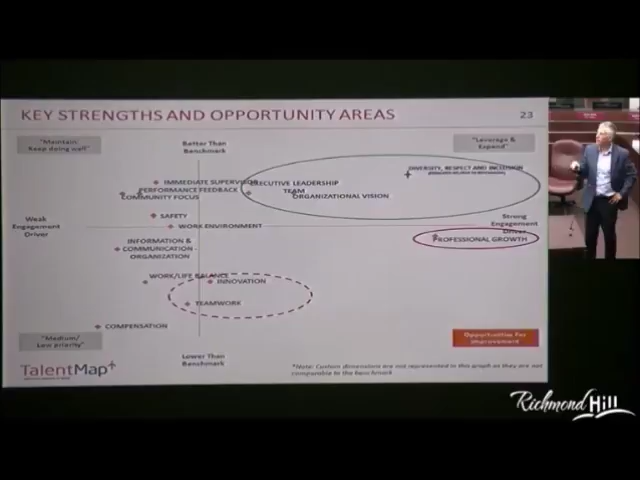 KEY STRENGTHS AND OPPORTUNITY AREAS
23
"Maintain/
Keep doing well"
Better Than
Benchmark
"Leverage &
Expand"
DIVERSITY, RESPECT AND INCLUSION
IMMEDIATE SUPERVISOR
EXECUTIVE LEADERSHIP
PERFORMANCE FEEDBACK
TEAM
COMMUNITY FOCUS
ORGANIZATIONAL VISION
Weak
Engagement
Driver
SAFETY
WORK ENVIRONMENT
Strong
Engagement
Driver
PROFESSIONAL GROWTH
INFORMATION &
COMMUNICATION -
ORGANIZATION
WORK/LIFE BALANCE
INNOVATION
TEAMWORK
COMPENSATION
"Medium/
Low priority"
Lower Than
Benchmark
Opportunities For
Improvement
TalentMap
*Note: Custom dimensions are not represented in this graph as they are not
comparable to the benchmark
Richmond Hill